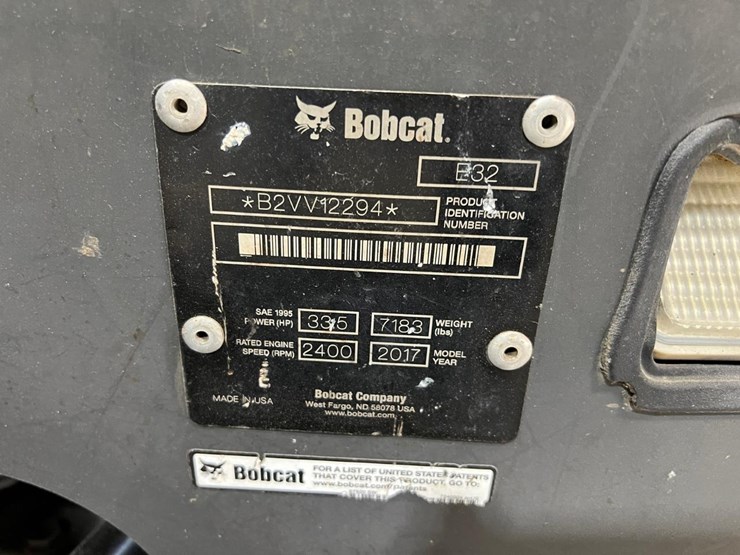 Bobcat.
E32
*B2VV12294*
PRODUCT
IDENTIFICATION
NUMBER
SAE 1995
POWER (HP)
33.5
7183
WEIGHT
(lbs)
RATED ENGINE
SPEED (RPM)
2400
2017
MODEL
YEAR
MADE IN USA
Bobcat Company
West Fargo, ND 58078 USA
www.bobcat.com
Bobcat
FOR A LIST OF UNITED STATES PATENTS
THAT COVER THIS PRODUCT, GO TO:
www.bobcat.com/patents